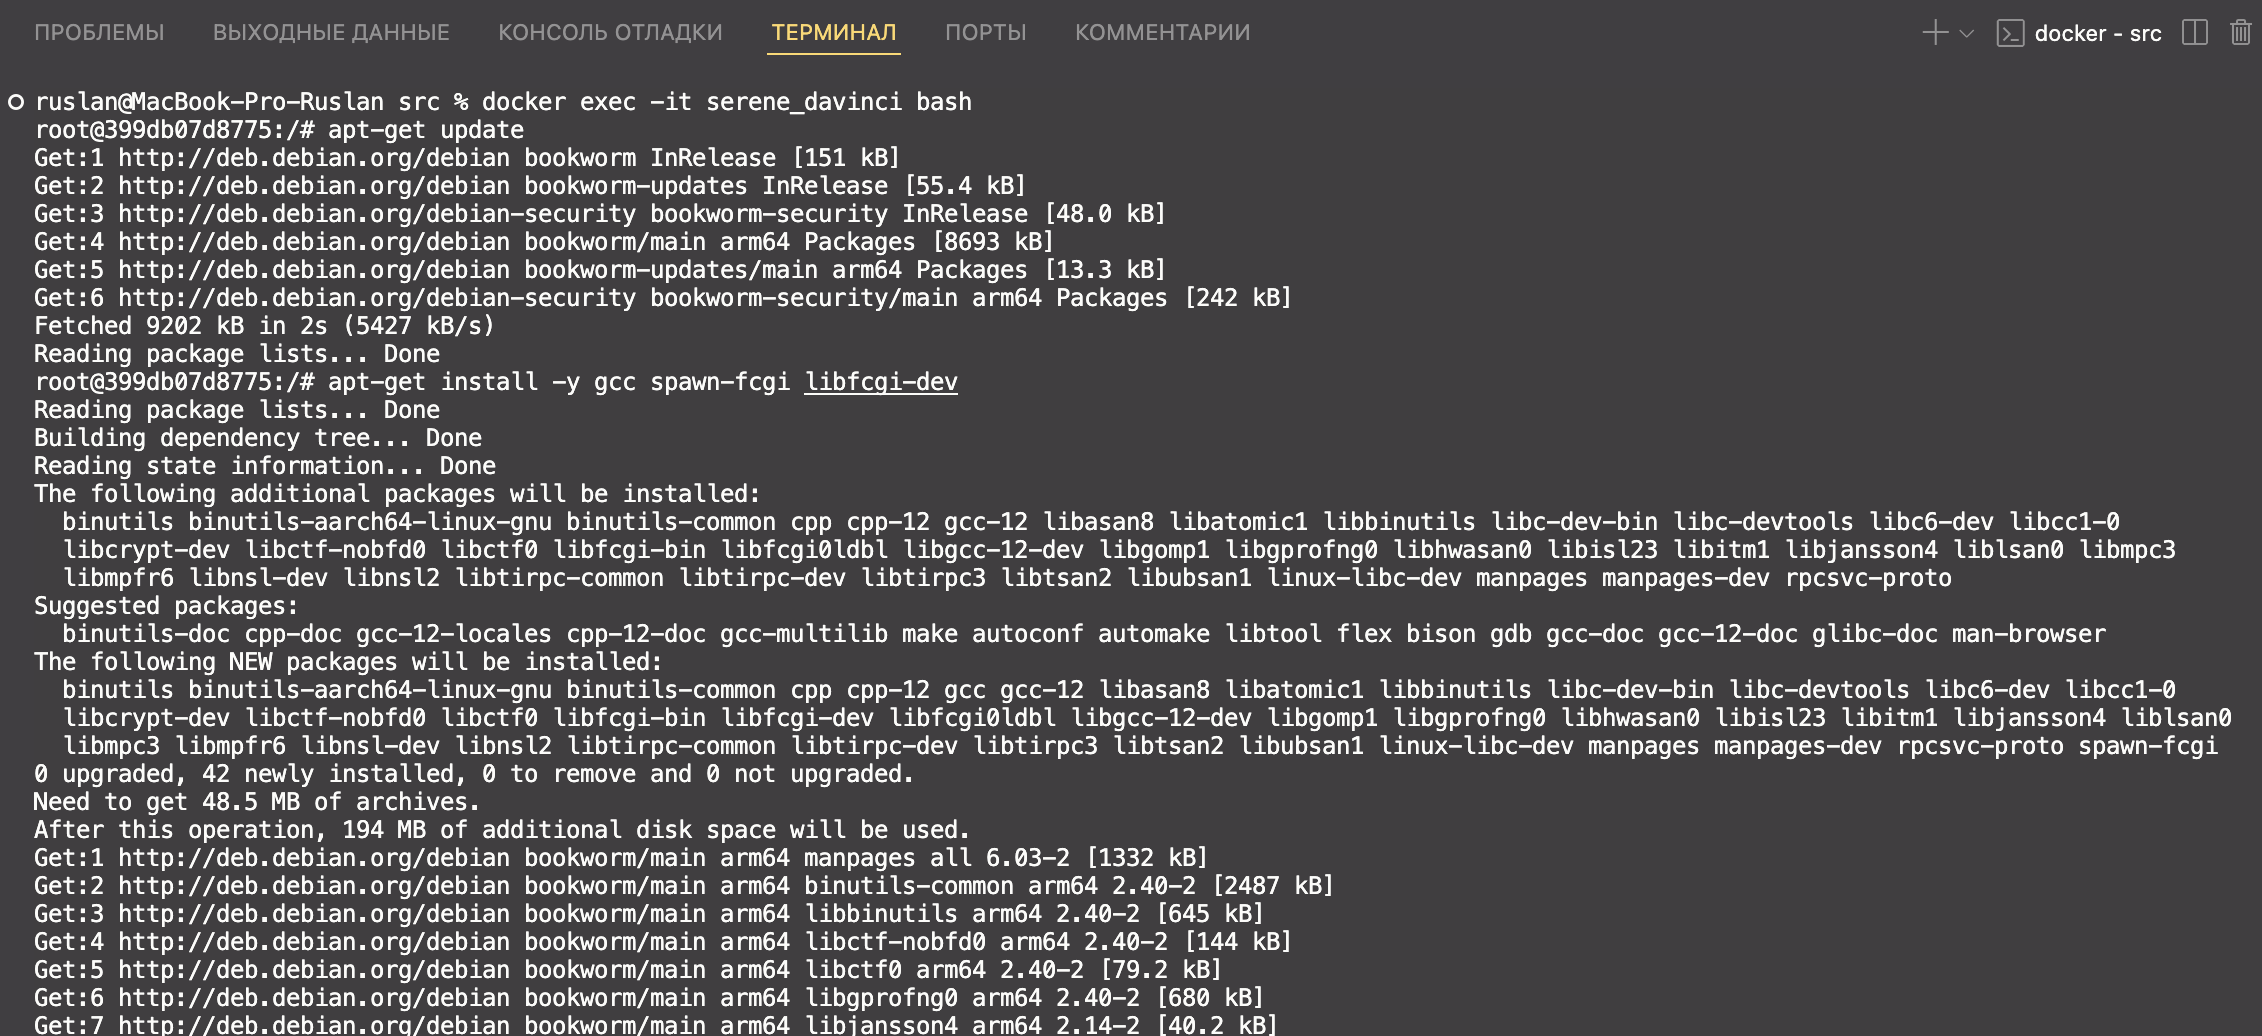 ПРОБЛЕМЫ ВЫХОДНЫЕ ДАННЫЕ КОНСОЛЬ ОТЛАДКИ ТЕРМИНАЛ ПОРТЫ КОММЕНТАРИИ docker - src
ruslan@MacBook-Pro-Ruslan src % docker exec -it serene_davinci bash
root@399db07d8775:/# apt-get update
Get:1 http://deb.debian.org/debian bookworm InRelease [151 kB]
Get:2 http://deb.debian.org/debian bookworm-updates InRelease [55.4 kB]
Get:3 http://deb.debian.org/debian-security bookworm-security InRelease [48.0 kB]
Get:4 http://deb.debian.org/debian bookworm/main arm64 Packages [8693 kB]
Get:5 http://deb.debian.org/debian bookworm-updates/main arm64 Packages [13.3 kB]
Get:6 http://deb.debian.org/debian-security bookworm-security/main arm64 Packages [242 kB]
Fetched 9202 kB in 2s (5427 kB/s)
Reading package lists... Done
root@399db07d8775:/# apt-get install -y gcc spawn-fcgi libfcgi-dev
Reading package lists... Done
Building dependency tree... Done
Reading state information... Done
The following additional packages will be installed:
  binutils binutils-aarch64-linux-gnu binutils-common cpp cpp-12 gcc-12 libasan8 libatomic1 libbinutils libc-dev-bin libc-devtools libc6-dev libcc1-0
  libcrypt-dev libctf-nobfd0 libctf0 libfcgi-bin libfcgi0ldbl libgcc-12-dev libgomp1 libgprofng0 libhwasan0 libisl23 libitm1 libjansson4 liblsan0 libmpc3
  libmpfr6 libnsl-dev libnsl2 libtirpc-common libtirpc-dev libtirpc3 libtsan2 libubsan1 linux-libc-dev manpages manpages-dev rpcsvc-proto
Suggested packages:
  binutils-doc cpp-doc gcc-12-locales cpp-12-doc gcc-multilib make autoconf automake libtool flex bison gdb gcc-doc gcc-12-doc glibc-doc man-browser
The following NEW packages will be installed:
  binutils binutils-aarch64-linux-gnu binutils-common cpp cpp-12 gcc gcc-12 libasan8 libatomic1 libbinutils libc-dev-bin libc-devtools libc6-dev libcc1-0
  libcrypt-dev libctf-nobfd0 libctf0 libfcgi-bin libfcgi-dev libfcgi0ldbl libgcc-12-dev libgomp1 libgprofng0 libhwasan0 libisl23 libitm1 libjansson4 liblsan0
  libmpc3 libmpfr6 libnsl-dev libnsl2 libtirpc-common libtirpc-dev libtirpc3 libtsan2 libubsan1 linux-libc-dev manpages manpages-dev rpcsvc-proto spawn-fcgi
0 upgraded, 42 newly installed, 0 to remove and 0 not upgraded.
Need to get 48.5 MB of archives.
After this operation, 194 MB of additional disk space will be used.
Get:1 http://deb.debian.org/debian bookworm/main arm64 manpages all 6.03-2 [1332 kB]
Get:2 http://deb.debian.org/debian bookworm/main arm64 binutils-common arm64 2.40-2 [2487 kB]
Get:3 http://deb.debian.org/debian bookworm/main arm64 libbinutils arm64 2.40-2 [645 kB]
Get:4 http://deb.debian.org/debian bookworm/main arm64 libctf-nobfd0 arm64 2.40-2 [144 kB]
Get:5 http://deb.debian.org/debian bookworm/main arm64 libctf0 arm64 2.40-2 [79.2 kB]
Get:6 http://deb.debian.org/debian bookworm/main arm64 libgprofng0 arm64 2.40-2 [680 kB]
Get:7 http://deb.debian.org/debian bookworm/main arm64 libjansson4 arm64 2.14-2 [40.2 kB]